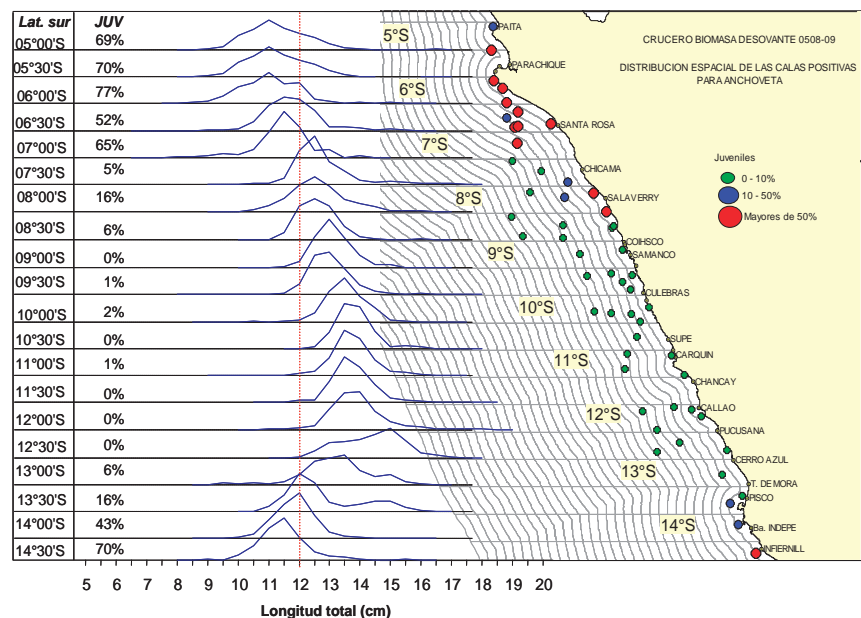 Lat. sur JUV
05°00'S 69%
05°30'S 70%
06°00'S 77%
06°30'S 52%
07°00'S 65%
07°30'S 5%
08°00'S 16%
08°30'S 6%
09°00'S 0%
09°30'S 1%
10°00'S 2%
10°30'S 0%
11°00'S 1%
11°30'S 0%
12°00'S 0%
12°30'S 0%
13°00'S 6%
13°30'S 16%
14°00'S 43%
14°30'S 70%
5 6 7 8 9 10 11 12 13 14 15 16 17 18 19 20
Longitud total (cm)
5°S
6°S
7°S
8°S
9°S
10°S
11°S
12°S
13°S
14°S
PAITA
PARACHIQUE
SANTA ROSA
CHICAMA
SALAVERRY
COIHSCO
SAMANCO
CULEBRAS
SUPE
CARQUIN
CHANCAY
CALLAO
PUCUSANA
CERRO AZUL
T. DE MORA
PISCO
Ba. INDEPE
INFIERNILL
CRUCERO BIOMASA DESOVANTE 0508-09
DISTRIBUCION ESPACIAL DE LAS CALAS POSITIVAS
PARA ANCHOVETA
Juveniles
0 - 10%
10 - 50%
Mayores de 50%